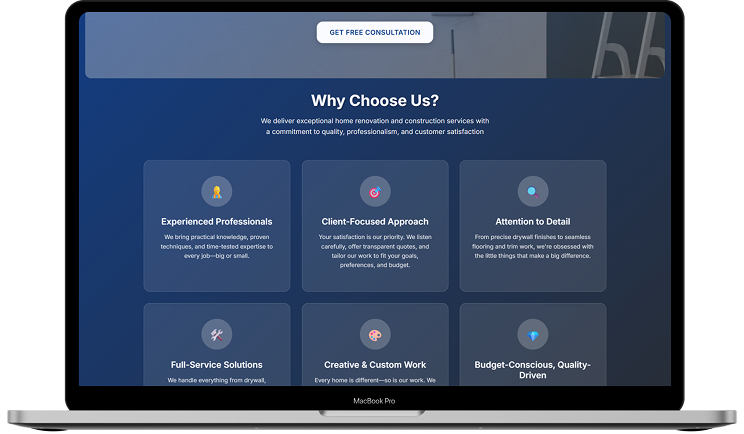 GET FREE CONSULTATION
Why Choose Us?
We deliver exceptional home renovation and construction services with
a commitment to quality, professionalism, and customer satisfaction
Experienced Professionals
We bring practical knowledge, proven
techniques, and time-tested expertise to
every job—big or small.
Client-Focused Approach
Your satisfaction is our priority. We listen
carefully, offer transparent quotes, and
tailor our work to fit your goals,
preferences, and budget.
Attention to Detail
From precise drywall finishes to seamless
flooring and trim work, we're obsessed with
the little things that make a big difference.
Full-Service Solutions
We handle everything from drywall,
Creative & Custom Work
Every home is different—so is our work. We
Budget-Conscious, Quality-
Driven
MacBook Pro